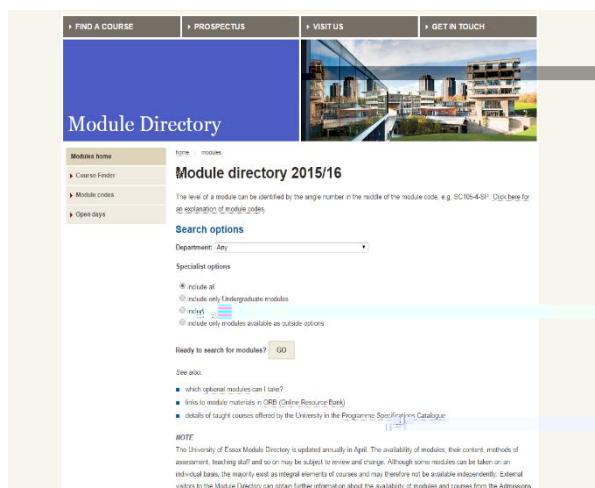 FIND A COURSE
PROSPECTUS
VISIT US
GET IN TOUCH
Module Directory
Modules home
Course Finder
Module codes
Open days
home modules
Module directory 2015/16
The level of a module can be identified by the single number in the middle of the module code, e.g. SC105-4-SP. Click here for
an explanation of module codes.
Search options
Department: Any
Specialist options
include all
include only Undergraduate modules
include only modules available as outside options
Ready to search for modules? GO
See also:
which optional modules can I take?
links to module materials in ORB (Online Resource Bank)
details of taught courses offered by the University in the Programme Specifications Catalogue
NOTE
The University of Essex Module Directory is updated annually in April. The availability of modules, their content, methods of
assessment, teaching staff and so on may be subject to review and change. Although some modules can be taken on an
individual basis, the majority exist as integral elements of courses and may therefore not be available independently. External
visitors to the Module Directory can obtain further information about the availability of modules and courses from the Admissions